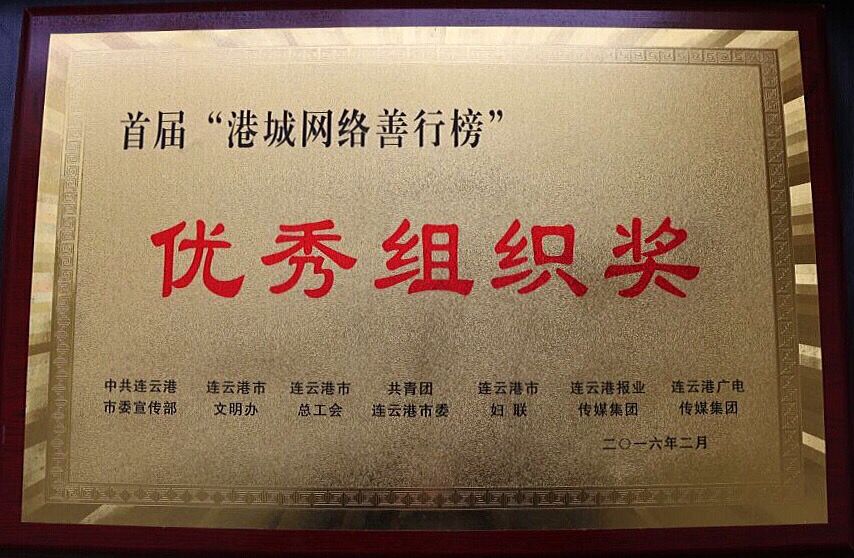 首届“港城网络善行榜”
优秀组织奖
中共连云港 连云港市 连云港市 共青团 连云港市 连云港报业 连云港广电
市委宣传部 文明办 总工会 连云港市委 妇联 传媒集团 传媒集团
二〇一六年二月